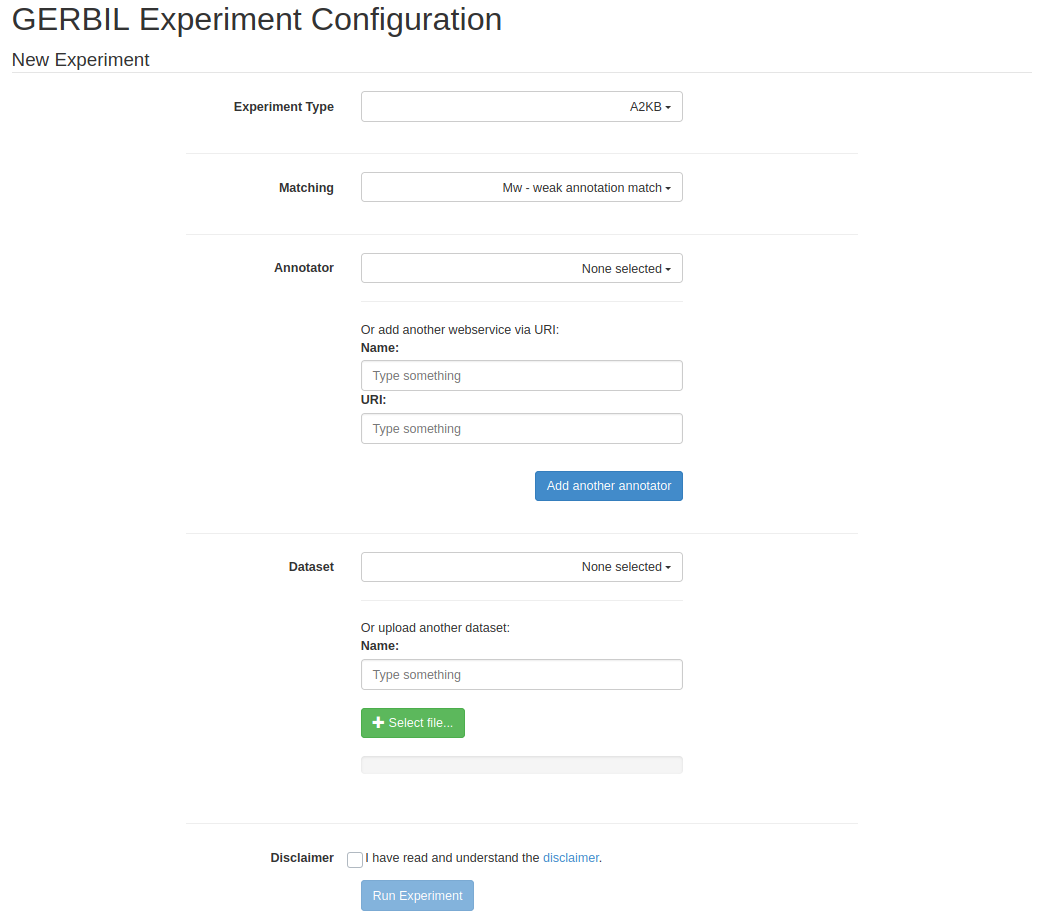 GERBIL Experiment Configuration
New Experiment
Experiment Type
A2KB
Matching
Mw - weak annotation match
Annotator
None selected
Or add another webservice via URI:
Name:
Type something
URI:
Type something
Add another annotator
Dataset
None selected
Or upload another dataset:
Name:
Type something
Select file...
Disclaimer
I have read and understand the disclaimer.
Run Experiment